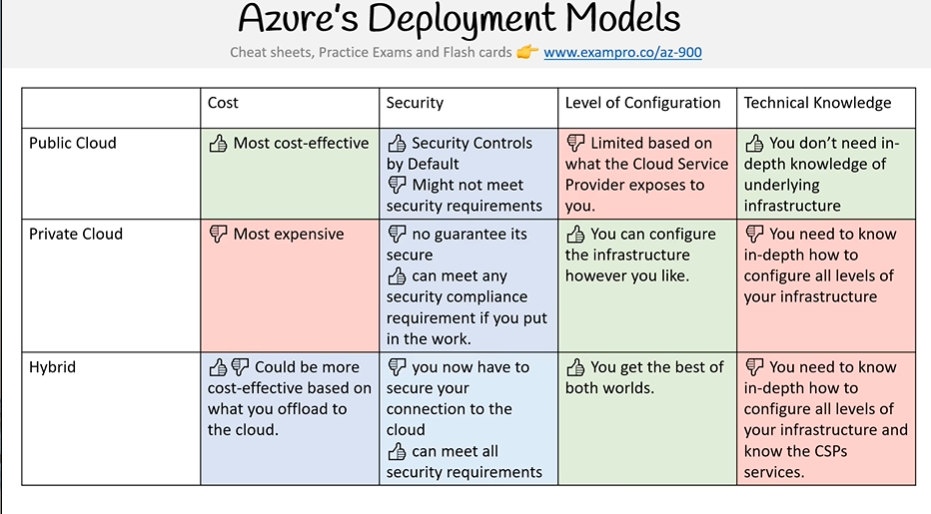 Azure's Deployment Models
Cheat sheets, Practice Exams and Flash cards 👉 www.exampro.co/az-900
Cost
Security
Level of Configuration
Technical Knowledge
Public Cloud
👍 Most cost-effective
👍 Security Controls
by Default
👎 Might not meet
security requirements
👎 Limited based on
what the Cloud Service
Provider exposes to
you.
👍 You don't need in-
depth knowledge of
underlying
infrastructure
Private Cloud
👎 Most expensive
👎 no guarantee its
secure
👍 can meet any
security compliance
requirement if you put
in the work.
👍 You can configure
the infrastructure
however you like.
👎 You need to know
in-depth how to
configure all levels of
your infrastructure
Hybrid
👍👎 Could be more
cost-effective based on
what you offload to
the cloud.
👎 you now have to
secure your
connection to the
cloud
👍 can meet all
security requirements
👍 You get the best of
both worlds.
👎 You need to know
in-depth how to
configure all levels of
your infrastructure and
know the CSPs
services.